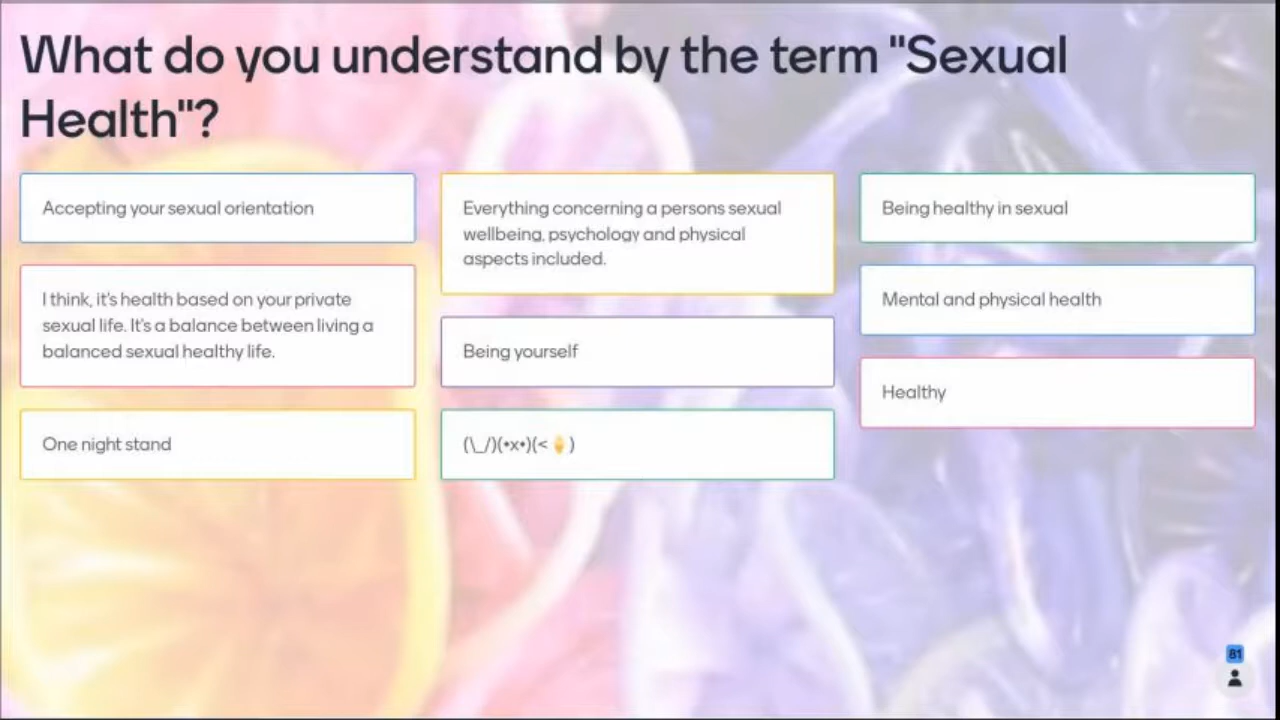 What do you understand by the term "Sexual
Health"?
Accepting your sexual orientation
I think, it's health based on your private
sexual life. It's a balance between living a
balanced sexual healthy life.
One night stand
Everything concerning a persons sexual
wellbeing, psychology and physical
aspects included.
Being yourself
(\_/)(•x•)(< )
Being healthy in sexual
Mental and physical health
Healthy
81